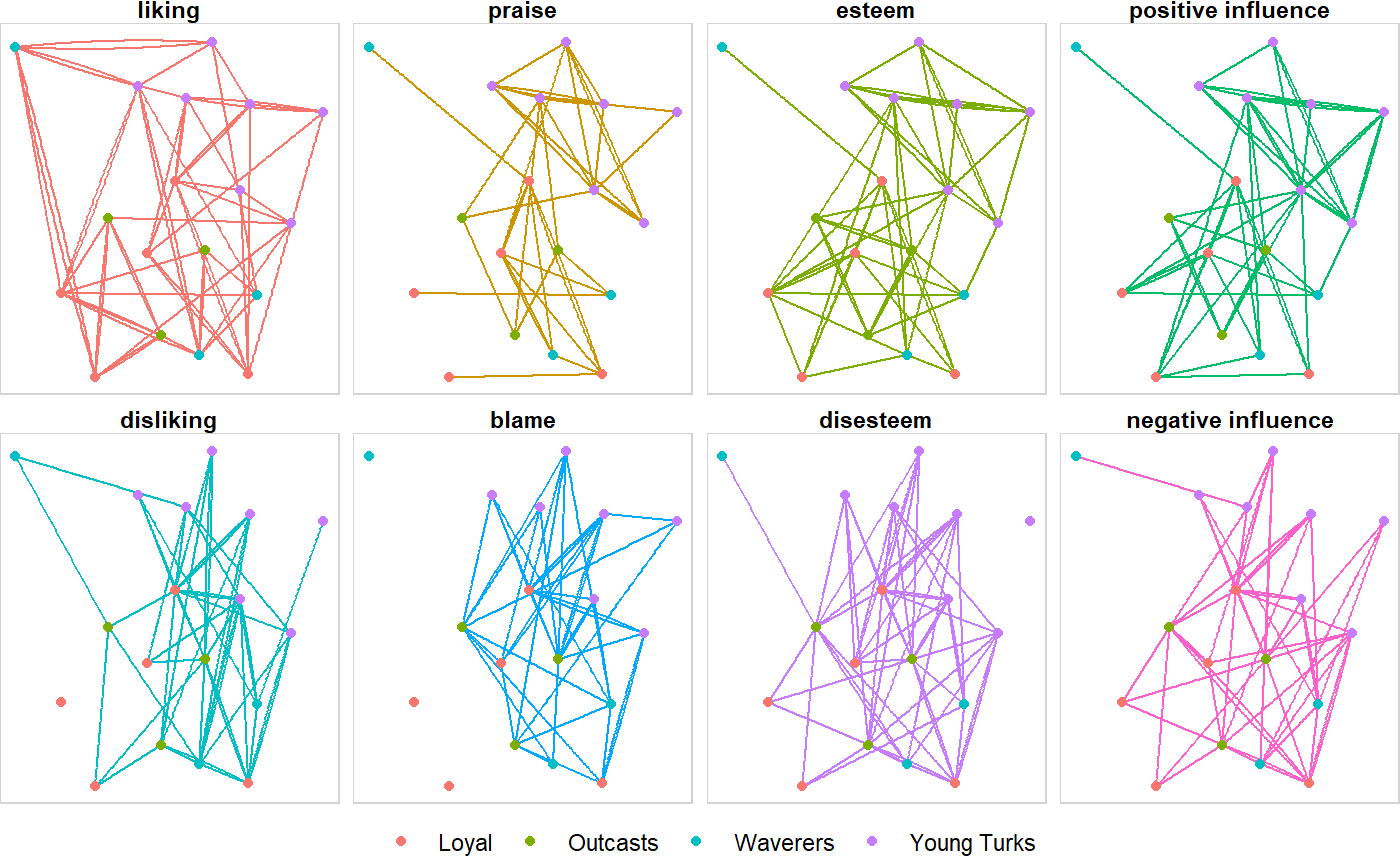 liking praise esteem positive influence
disliking blame disesteem negative influence
Loyal Outcasts Waverers Young Turks